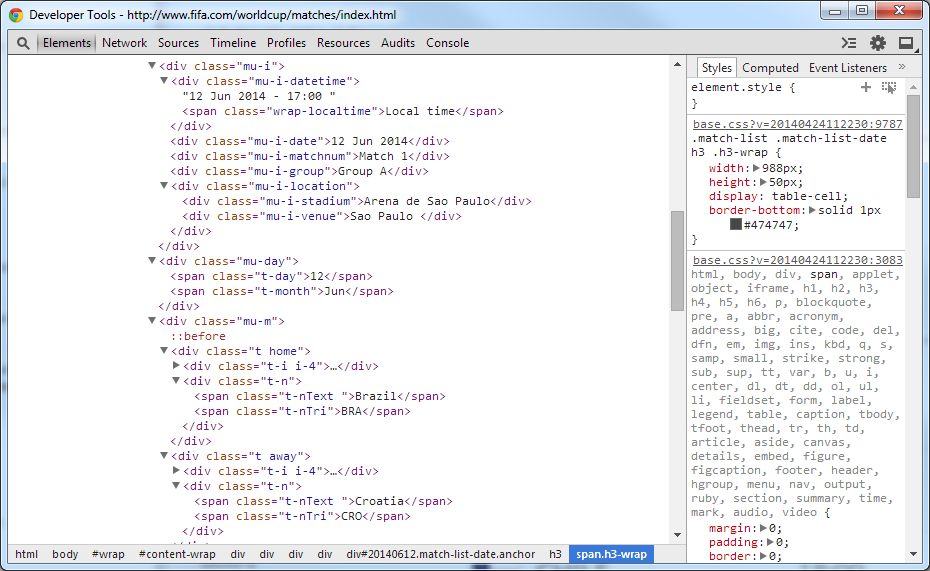 Developer Tools - http://www.fifa.com/worldcup/matches/index.html
Elements Network Sources Timeline Profiles Resources Audits Console
<div class="mu-i">
<div class="mu-i-datetime">
"12 Jun 2014 - 17:00 "
<span class="wrap-localtime">Local time</span>
</div>
<div class="mu-i-date">12 Jun 2014</div>
<div class="mu-i-matchnum">Match 1</div>
<div class="mu-i-group">Group A</div>
<div class="mu-i-location">
<div class="mu-i-stadium">Arena de Sao Paulo</div>
<div class="mu-i-venue">Sao Paulo </div>
</div>
</div>
<div class="mu-day">
<span class="t-day">12</span>
<span class="t-month">Jun</span>
</div>
<div class="mu-m">
::before
<div class="t home">
<div class="t-i i-4">…</div>
<div class="t-n">
<span class="t-nText ">Brazil</span>
<span class="t-nTri">BRA</span>
</div>
</div>
<div class="t away">
<div class="t-i i-4">…</div>
<div class="t-n">
<span class="t-nText ">Croatia</span>
<span class="t-nTri">CRO</span>
</div>
Styles Computed Event Listeners »
element.style {
}
base.css?v=20140424112230:9787
.match-list .match-list-date
h3 .h3-wrap {
width: 988px;
height: 50px;
display: table-cell;
border-bottom: solid 1px
#474747;
}
base.css?v=20140424112230:3083
html, body, div, span, applet,
object, iframe, h1, h2, h3,
h4, h5, h6, p, blockquote,
pre, a, abbr, acronym,
address, big, cite, code, del,
dfn, em, img, ins, kbd, q, s,
samp, small, strike, strong,
sub, sup, tt, var, b, u, i,
center, dl, dt, dd, ol, ul,
li, fieldset, form, label,
legend, table, caption, tbody,
tfoot, thead, tr, th, td,
article, aside, canvas,
details, embed, figure,
figcaption, footer, header,
hgroup, menu, nav, output,
ruby, section, summary, time,
mark, audio, video {
margin: 0;
padding: 0;
border: 0;
html body #wrap #content-wrap div div div div div#20140612.match-list-date.anchor h3 span.h3-wrap